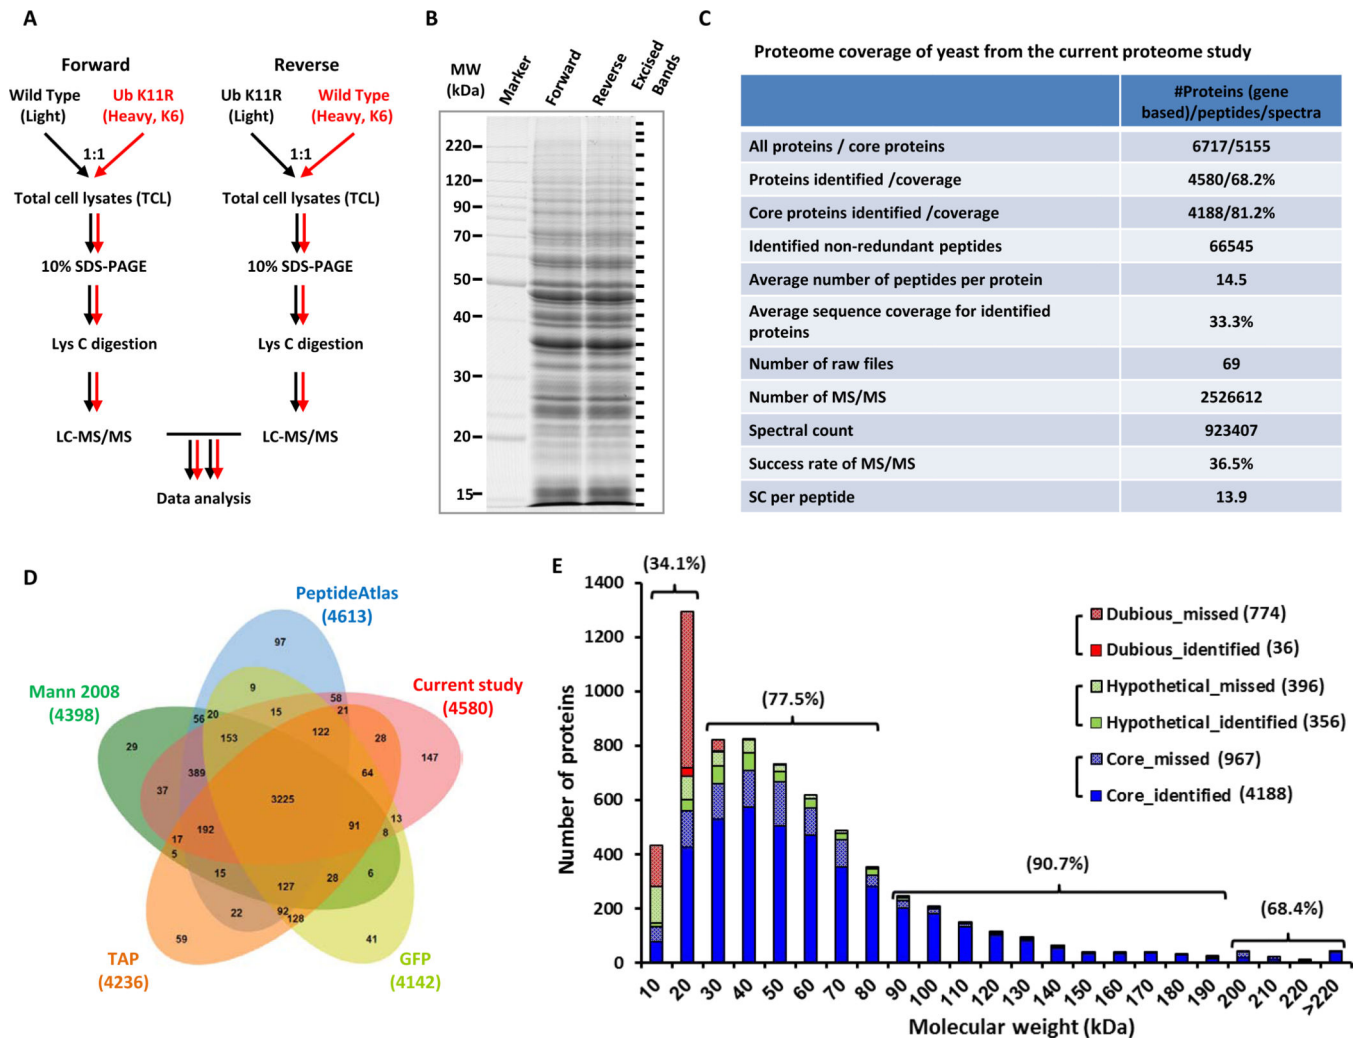 A
Forward
Reverse
Wild Type
(Light)
Ub K11R
(Heavy, K6)
Ub K11R
(Light)
Wild Type
(Heavy, K6)
1:1
1:1
Total cell lysates (TCL)
Total cell lysates (TCL)
10% SDS-PAGE
10% SDS-PAGE
Lys C digestion
Lys C digestion
LC-MS/MS
LC-MS/MS
Data analysis
B
MW
(kDa)
Marker
Forward
Reverse
Excised
Bands
220
120
90
70
50
40
30
20
15
C
Proteome coverage of yeast from the current proteome study
#Proteins (gene
based)/peptides/spectra
All proteins / core proteins 6717/5155
Proteins identified /coverage 4580/68.2%
Core proteins identified /coverage 4188/81.2%
Identified non-redundant peptides 66545
Average number of peptides per protein 14.5
Average sequence coverage for identified
proteins 33.3%
Number of raw files 69
Number of MS/MS 2526612
Spectral count 923407
Success rate of MS/MS 36.5%
SC per peptide 13.9
D
PeptideAtlas
(4613)
Mann 2008
(4398)
Current study
(4580)
TAP
(4236)
GFP
(4142)
97
9
58
21
56
20
15
153
122
28
147
29
389
64
37
3225
13
8
91
192
17
5
15
127
28
6
22
92
128
59
41
E
Number of proteins
1400
1200
1000
800
600
400
200
0
(34.1%)
(77.5%)
(90.7%)
(68.4%)
Dubious_missed (774)
Dubious_identified (36)
Hypothetical_missed (396)
Hypothetical_identified (356)
Core_missed (967)
Core_identified (4188)
10 20 30 40 50 60 70 80 90 100 110 120 130 140 150 160 170 180 190 200 210 220 >220
Molecular weight (kDa)